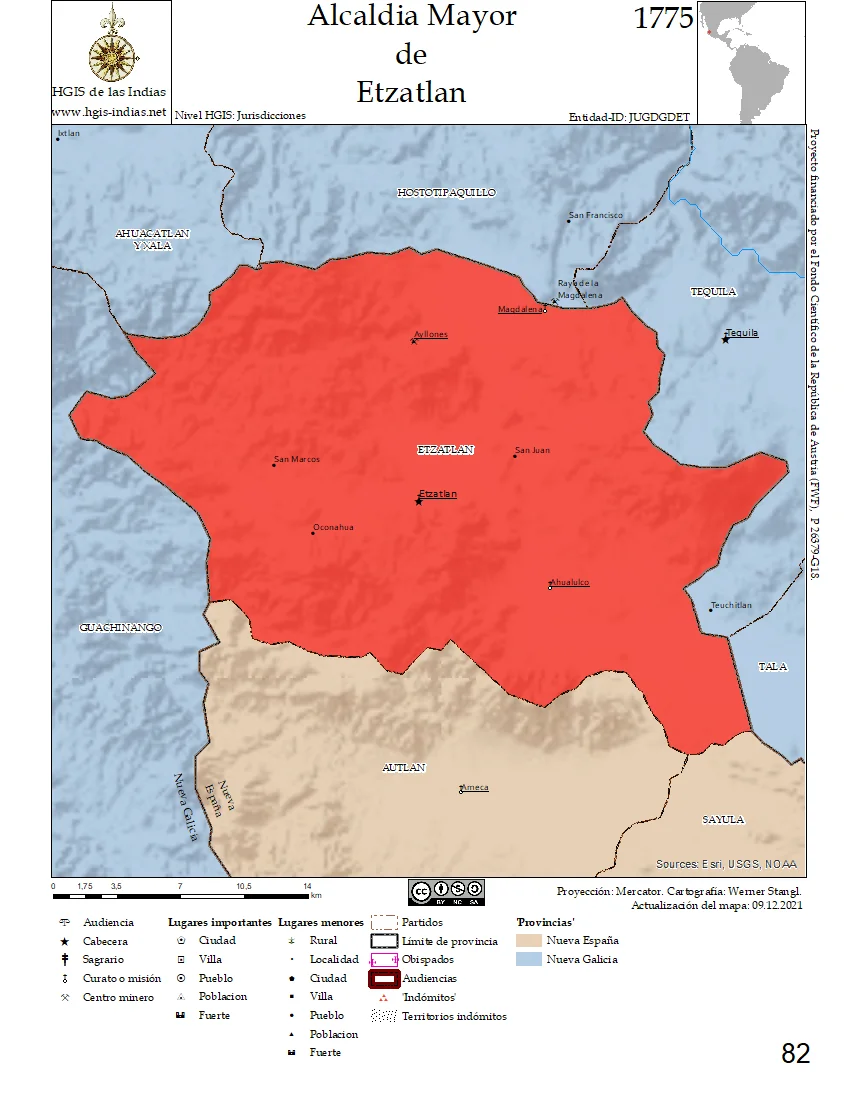 Alcaldia Mayor
de
Etzatlan
1775
HGIS de las Indias
www.hgis-indias.net
Nivel HGIS: Jurisdicciones
Entidad-ID: JUGDGDET
Proyecto financiado por el Fondo Científico de la República de Austria (FWF), P 26379-G18.
Ixtlan
HOSTOTIPAQUILLO
San Francisco
AHUACATLAN
Y XALA
Raya de la
Magdalena
TEQUILA
Magdalena
Tequila
Ayllones
ETZATLAN
San Juan
San Marcos
Etzatlan
Oconahua
Ahualulco
Teuchitlan
GUACHINANGO
TALA
AUTLAN
Ameca
Nueva Galicia
Nueva
España
SAYULA
Sources: Esri, USGS, NOAA
0 1,75 3,5 7 10,5 14
km
CC BY NC SA
Proyección: Mercator. Cartografía: Werner Stangl.
Actualización del mapa: 09.12.2021
Audiencia
Cabecera
Sagrario
Curato o misión
Centro minero
Lugares importantes
Ciudad
Villa
Pueblo
Poblacion
Fuerte
Lugares menores
Rural
Localidad
Ciudad
Villa
Pueblo
Poblacion
Fuerte
Partidos
Límite de provincia
Obispados
Audiencias
'Indómitos'
Territorios indómitos
'Provincias'
Nueva España
Nueva Galicia
82